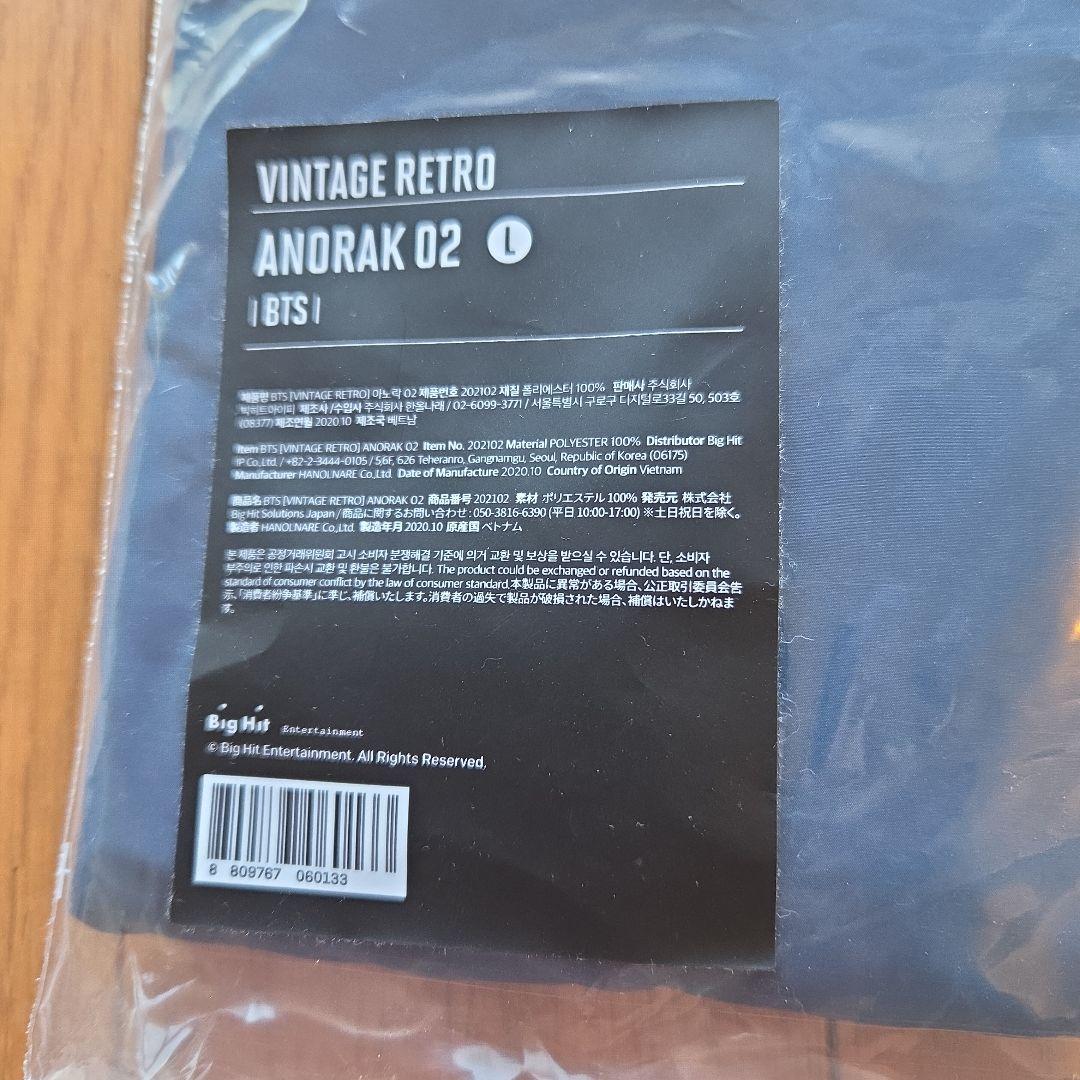 VINTAGE RETRO
ANORAK 02 L
| BTS |
제품명 BTS [VINTAGE RETRO] 아노락 02 제품번호 202102 재질 폴리에스터 100% 판매사 주식회사
빅히트아이피 제조사/수입사 주식회사 한올나래 / 02-6099-3771 / 서울특별시 구로구 디지털로33길 50, 503호
(08377) 제조연월 2020.10 제조국 베트남
Item BTS [VINTAGE RETRO] ANORAK 02 Item No. 202102 Material POLYESTER 100% Distributor Big Hit
IP Co.,Ltd. / +82-2-3444-0105 / 5,6F, 626 Teheranro, Gangnamgu, Seoul, Republic of Korea (06175)
Manufacturer HANOLNARE Co.,Ltd. Date of Manufacture 2020.10 Country of Origin Vietnam
商品名 BTS [VINTAGE RETRO] ANORAK 02 商品番号 202102 素材 ポリエステル 100% 発売元 株式会社
Big Hit Solutions Japan / 商品に関するお問い合わせ : 050-3816-6390 (平日 10:00-17:00) ※土日祝日を除く。
製造者 HANOLNARE Co.,Ltd. 製造年月 2020.10 原産国 ベトナム
본 제품은 공정거래위원회 고시 소비자 분쟁해결 기준에 의거 교환 및 보상을 받으실 수 있습니다. 단, 소비자
부주의로 인한 파손시 교환 및 환불은 불가합니다. The product could be exchanged or refunded based on the
standard of consumer conflict by the law of consumer standard.本製品に異常がある場合、公正取引委員会告
示、「消費者紛争基準」に準じ、補償いたします。消費者の過失で製品が破損された場合、補償はいたしかねま
す。
Big Hit Entertainment
© Big Hit Entertainment. All Rights Reserved.
8 809767 060133